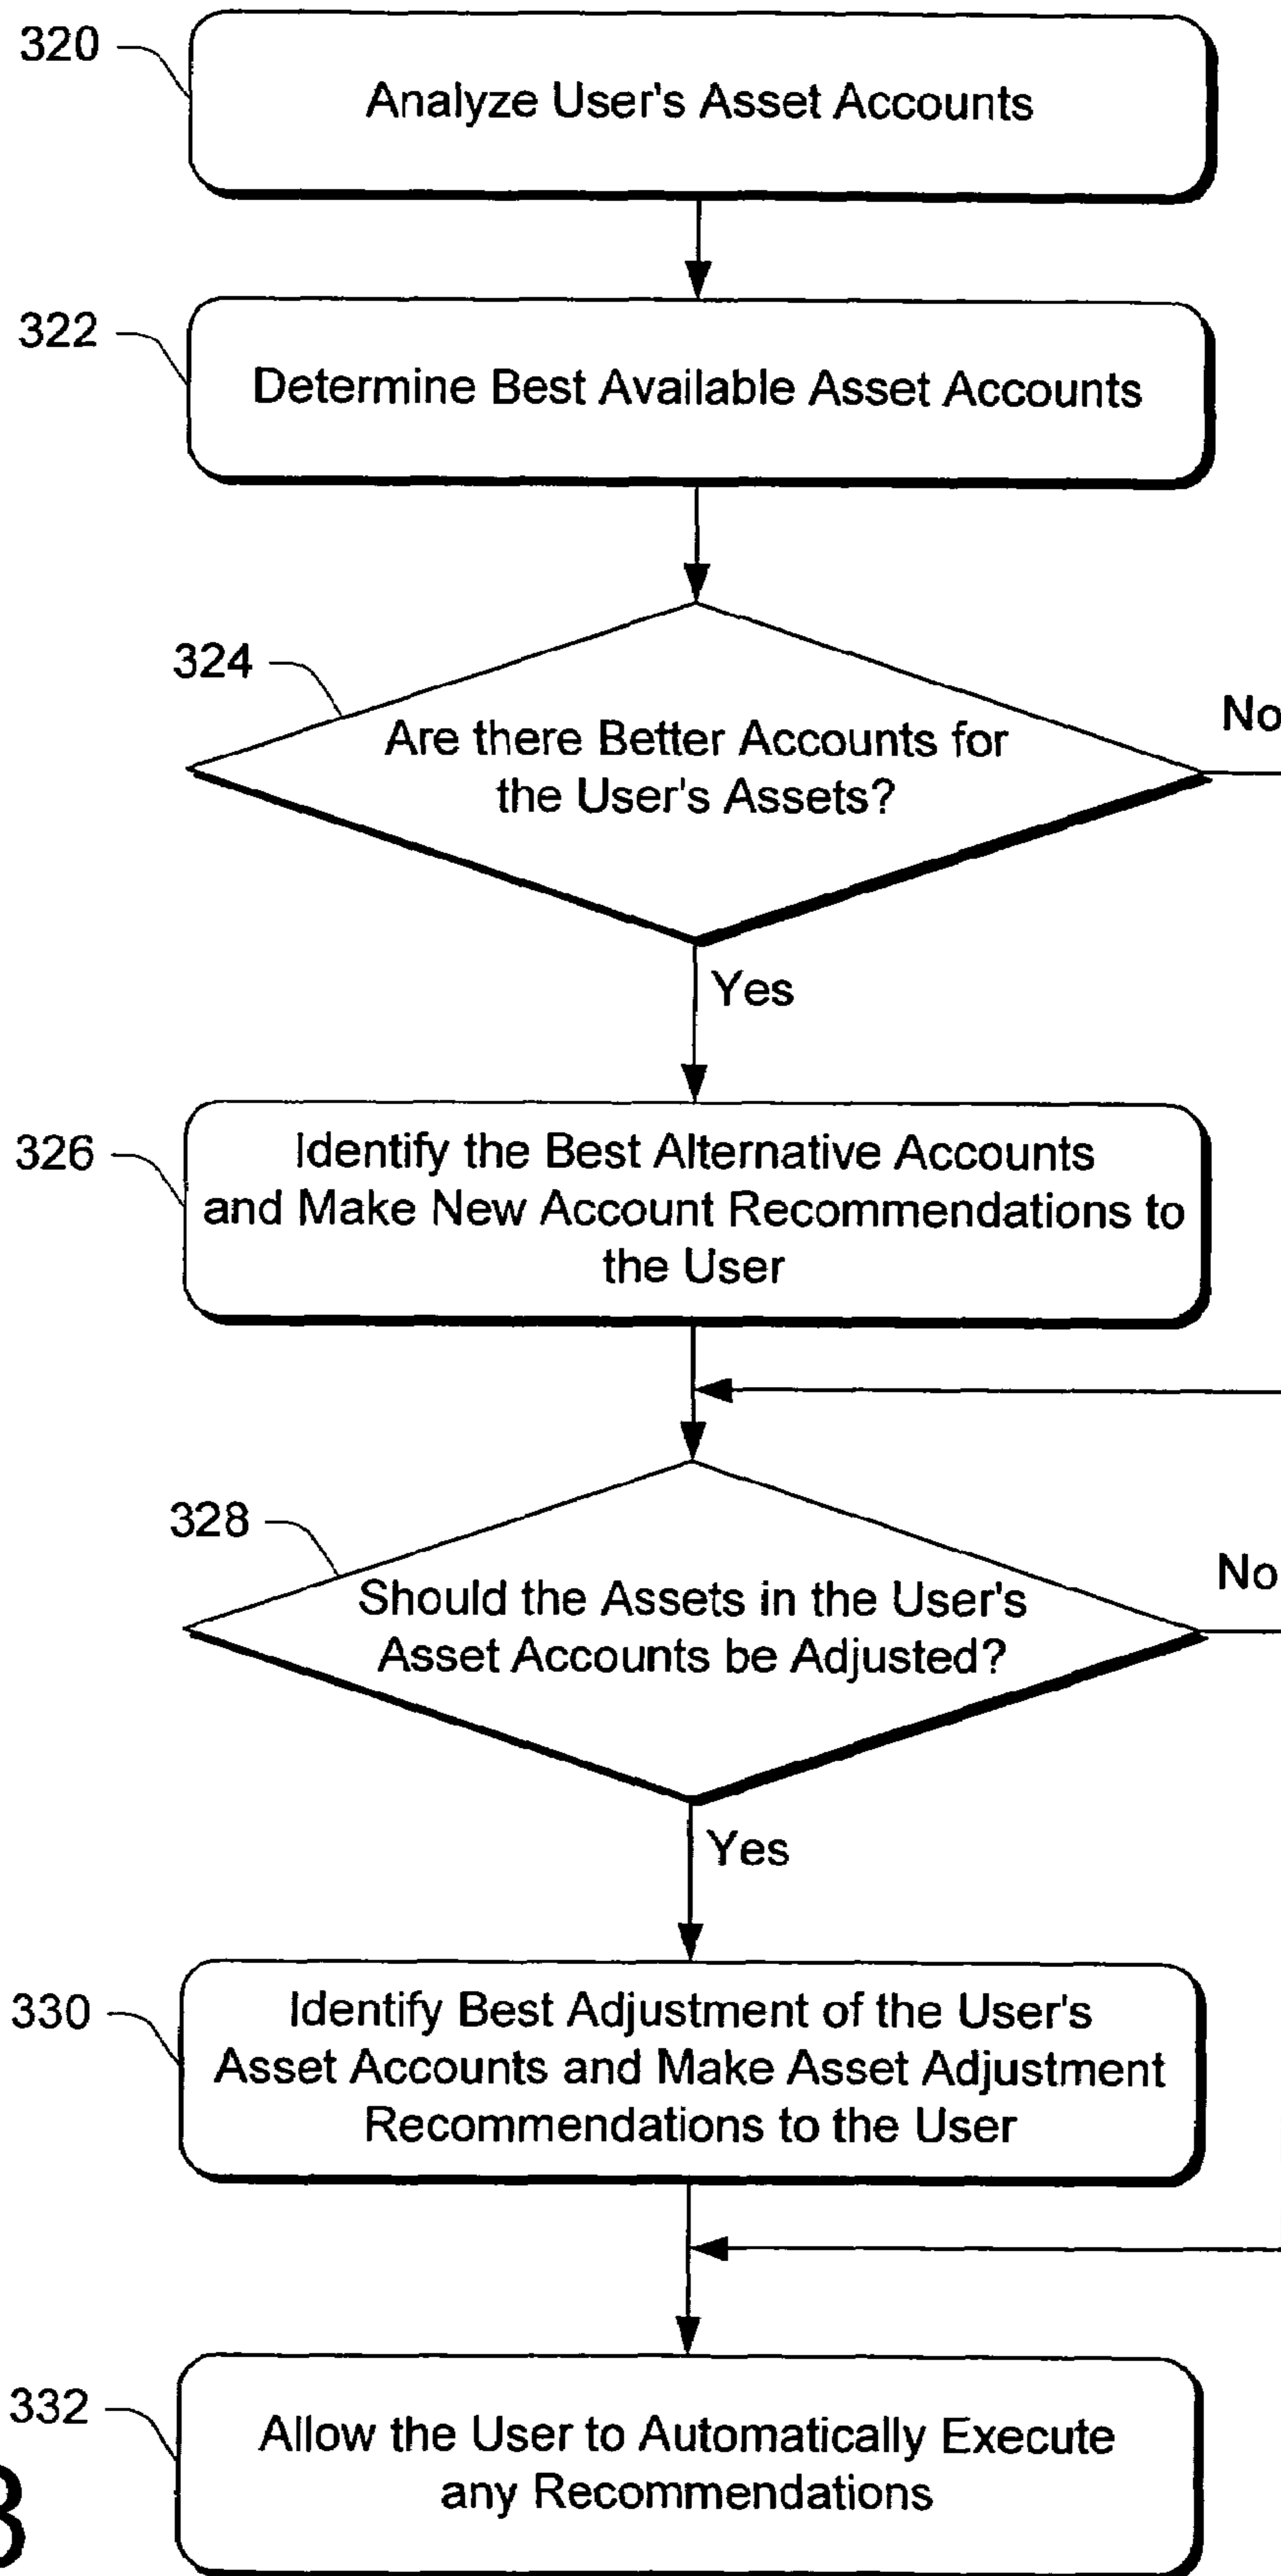 320
Analyze User's Asset Accounts
322
Determine Best Available Asset Accounts
324
Are there Better Accounts for
the User's Assets?
No
Yes
326
Identify the Best Alternative Accounts
and Make New Account Recommendations to
the User
328
Should the Assets in the User's
Asset Accounts be Adjusted?
No
Yes
330
Identify Best Adjustment of the User's
Asset Accounts and Make Asset Adjustment
Recommendations to the User
332
Allow the User to Automatically Execute
any Recommendations